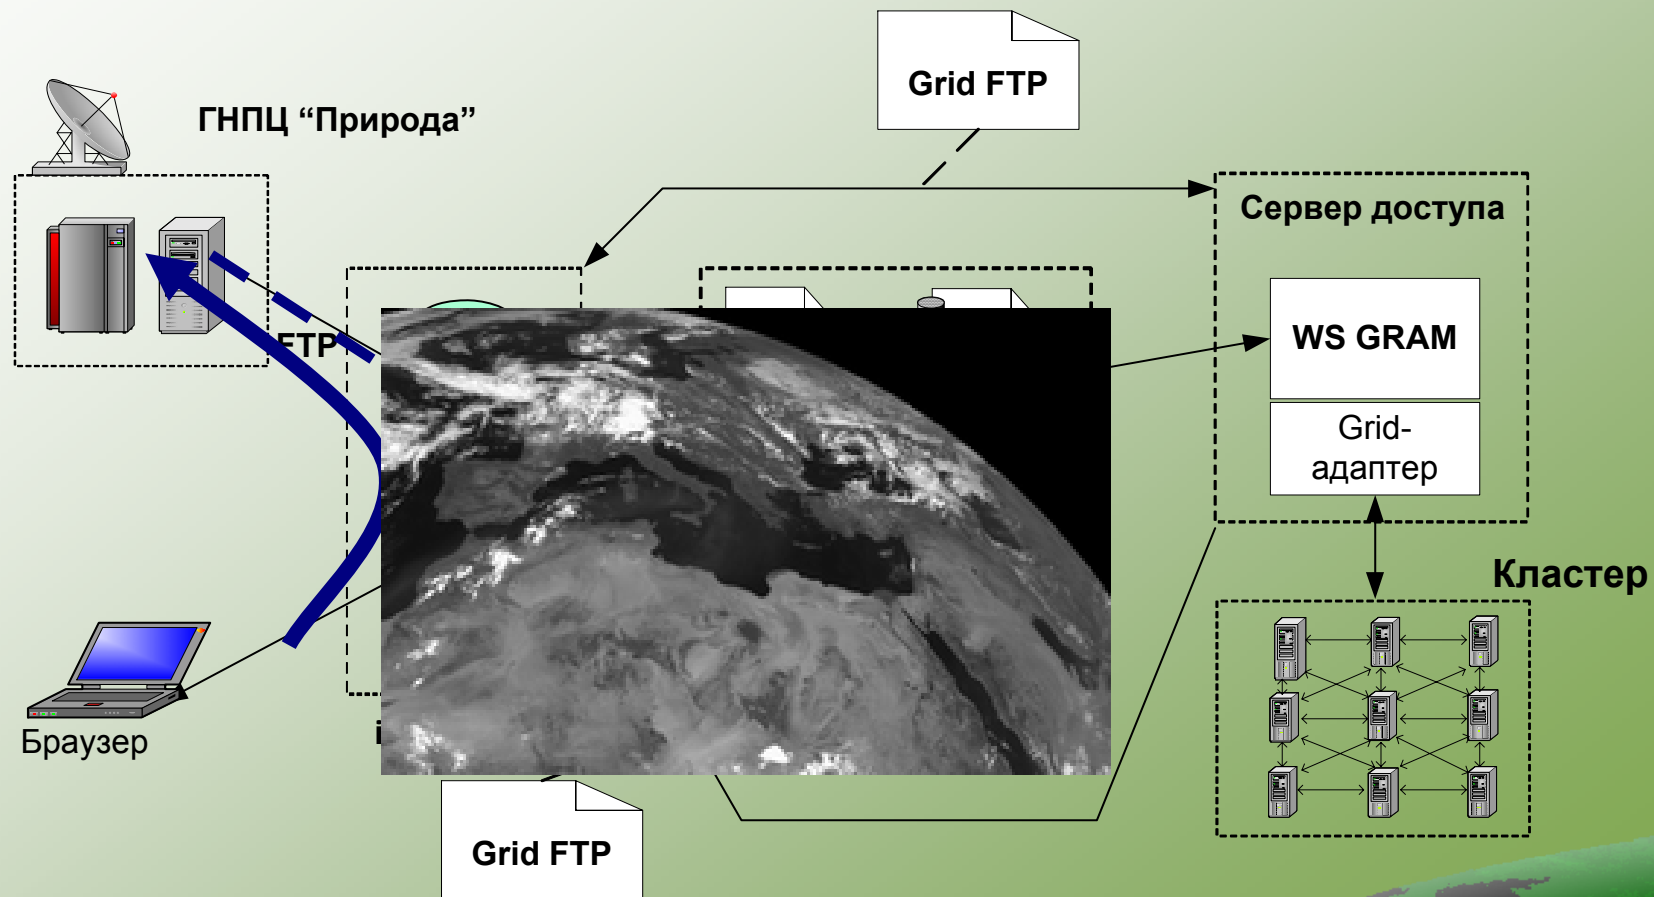 Grid FTP
ГНПЦ “Природа”
Сервер доступа
FTP
WS GRAM
Grid-
адаптер
Кластер
Браузер
Grid FTP